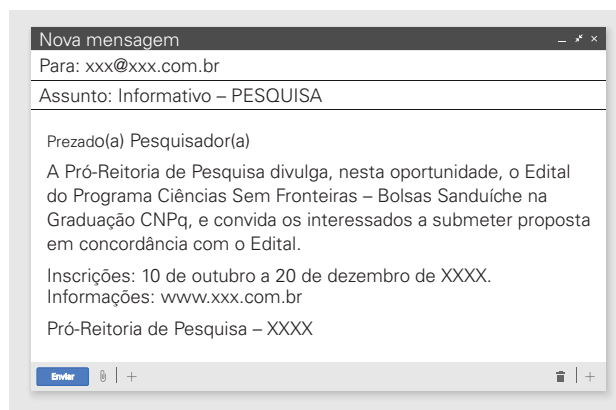 Nova mensagem
Para: xxx@xxx.com.br
Assunto: Informativo – PESQUISA
Prezado(a) Pesquisador(a)
A Pró-Reitoria de Pesquisa divulga, nesta oportunidade, o Edital
do Programa Ciências Sem Fronteiras – Bolsas Sanduíche na
Graduação CNPq, e convida os interessados a submeter proposta
em concordância com o Edital.
Inscrições: 10 de outubro a 20 de dezembro de XXXX.
Informações: www.xxx.com.br
Pró-Reitoria de Pesquisa – XXXX
Enviar